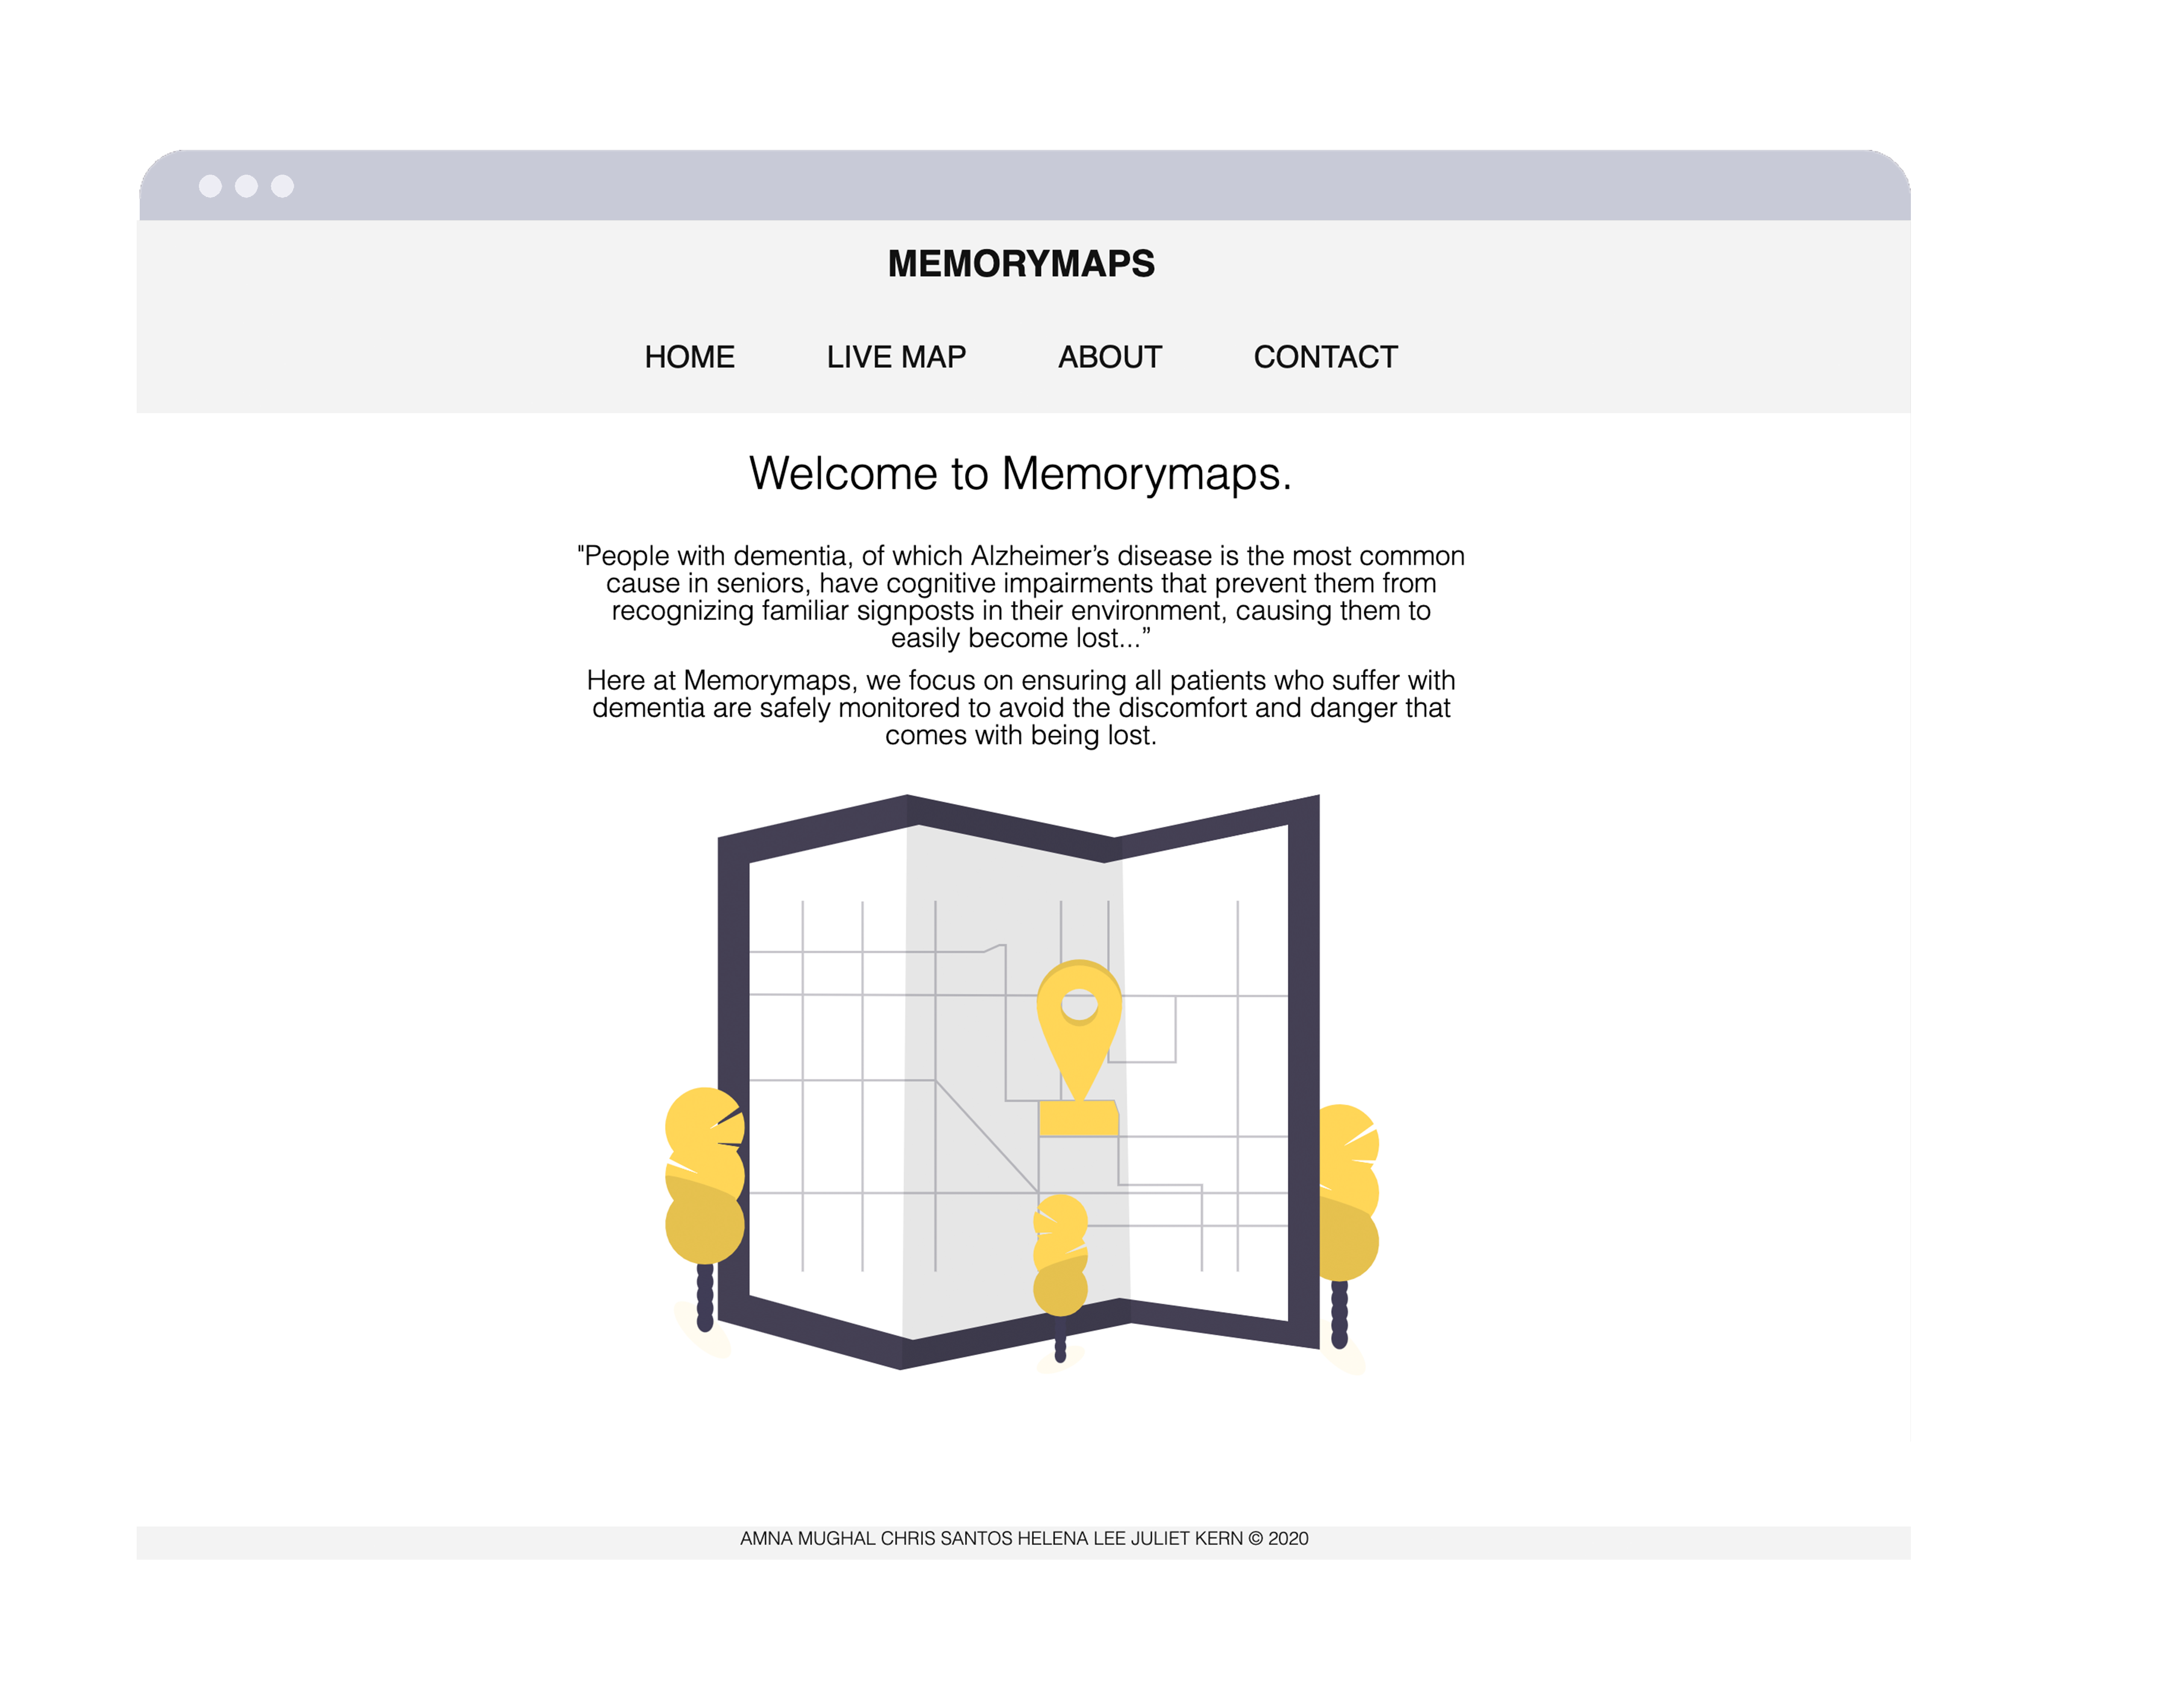 MEMORYMAPS
HOME LIVE MAP ABOUT CONTACT
Welcome to Memorymaps.
"People with dementia, of which Alzheimer’s disease is the most common
cause in seniors, have cognitive impairments that prevent them from
recognizing familiar signposts in their environment, causing them to
easily become lost...”
Here at Memorymaps, we focus on ensuring all patients who suffer with
dementia are safely monitored to avoid the discomfort and danger that
comes with being lost.
AMNA MUGHAL CHRIS SANTOS HELENA LEE JULIET KERN © 2020